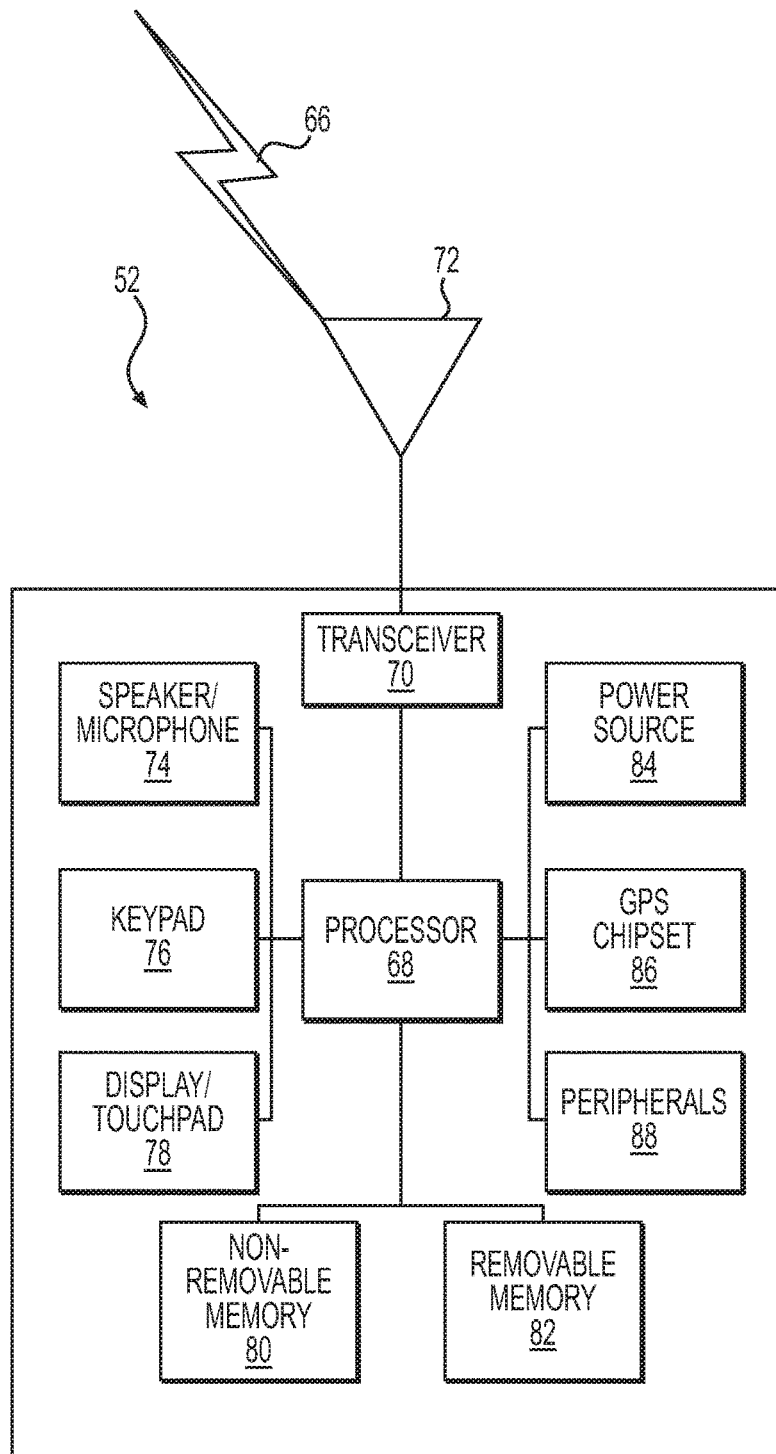 66
72
52
TRANSCEIVER
70
SPEAKER/
MICROPHONE
74
POWER
SOURCE
84
KEYPAD
76
PROCESSOR
68
GPS
CHIPSET
86
DISPLAY/
TOUCHPAD
78
PERIPHERALS
88
NON-
REMOVABLE
MEMORY
80
REMOVABLE
MEMORY
82